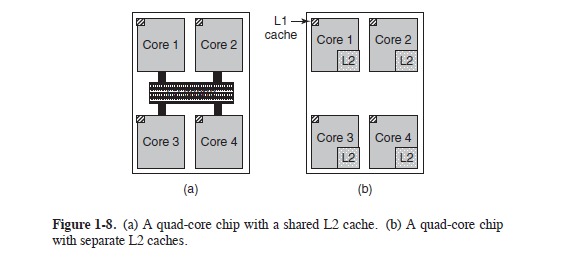 L1
cache
Core 1 Core 2
Core 3 Core 4
(a)
Core 1 Core 2
L2 L2
Core 3 Core 4
L2 L2
(b)
Figure 1-8. (a) A quad-core chip with a shared L2 cache. (b) A quad-core chip
with separate L2 caches.